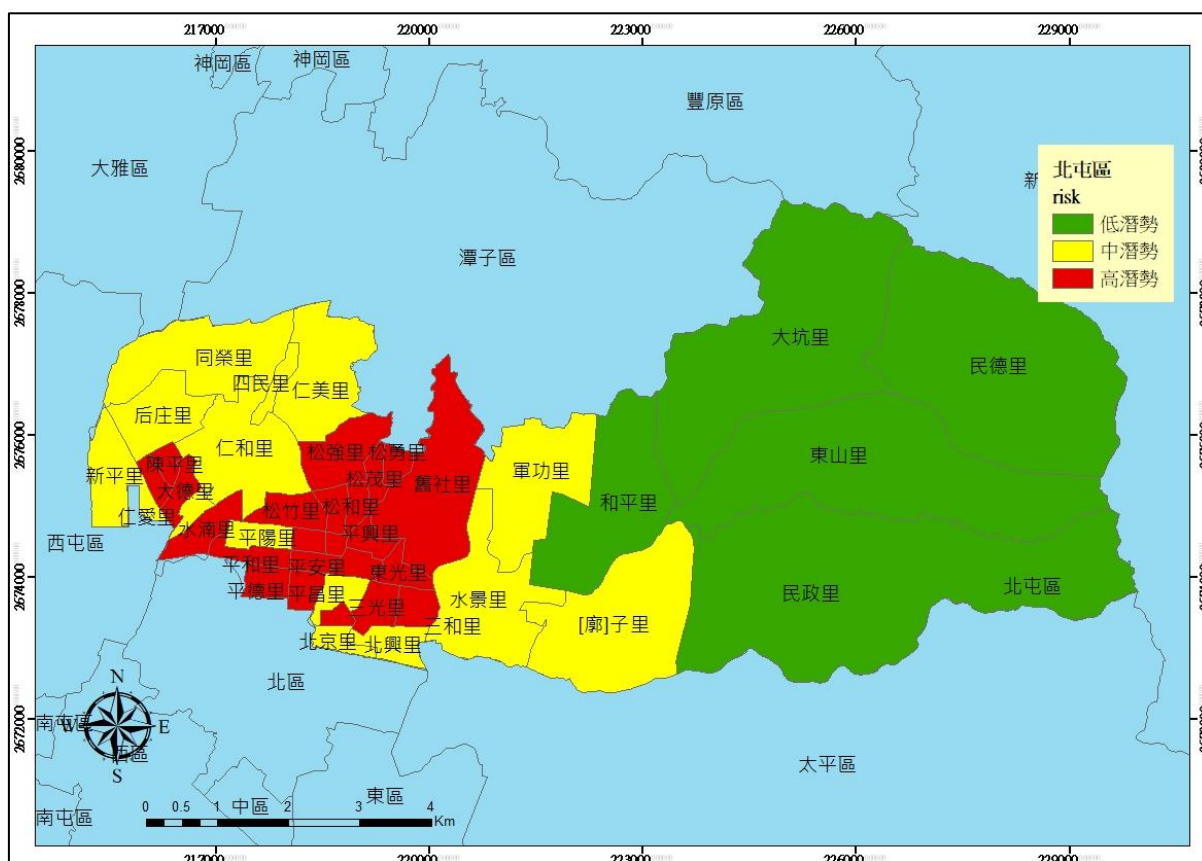 217000 220000 223000 226000 229000
神岡區 神岡區
豐原區
2680000
大雅區
新
北屯區
risk
低潛勢
中潛勢
高潛勢
潭子區
2678000
大坑里
同榮里
四民里 仁美里
民德里
后庄里
2676000
仁和里
松強里 松勇里
陳平里
新平里
軍功里
東山里
松茂里 舊社里
大德里
和平里
松竹里 松和里
仁愛里
水湳里
平陽里 平興里
西屯區
平和里 平安里 東光里
2674000
平德里 平昌里
民政里
北屯區
三光里
水景里
三和里
[廓]子里
北京里 北興里
N
北區
2672000
南屯區 W E
西區
S
太平區
東區
中區
0 0.5 1 2 3 4
Km
南屯區
217000 220000 223000 226000 229000